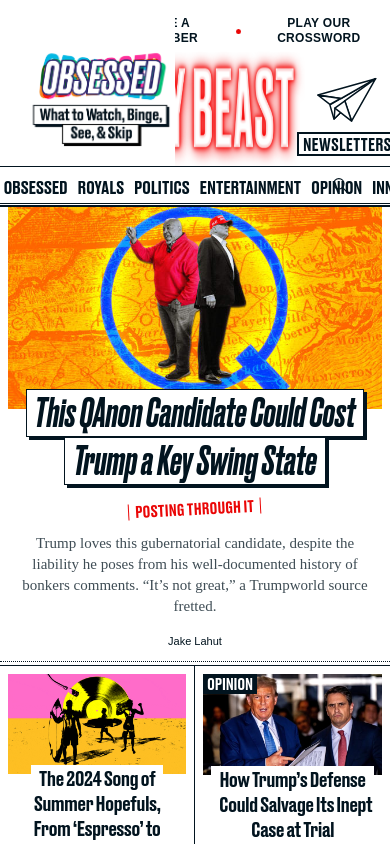 E A
BER
PLAY OUR
CROSSWORD
OBSESSED
What to Watch, Binge,
See, & Skip
Y BEAST
NEWSLETTERS
OBSESSED ROYALS POLITICS ENTERTAINMENT OPINION INN
This QAnon Candidate Could Cost
Trump a Key Swing State
POSTING THROUGH IT
Trump loves this gubernatorial candidate, despite the
liability he poses from his well-documented history of
bonkers comments. “It’s not great,” a Trumpworld source
fretted.
Jake Lahut
The 2024 Song of
Summer Hopefuls,
From ‘Espresso’ to
OPINION
How Trump’s Defense
Could Salvage Its Inept
Case at Trial